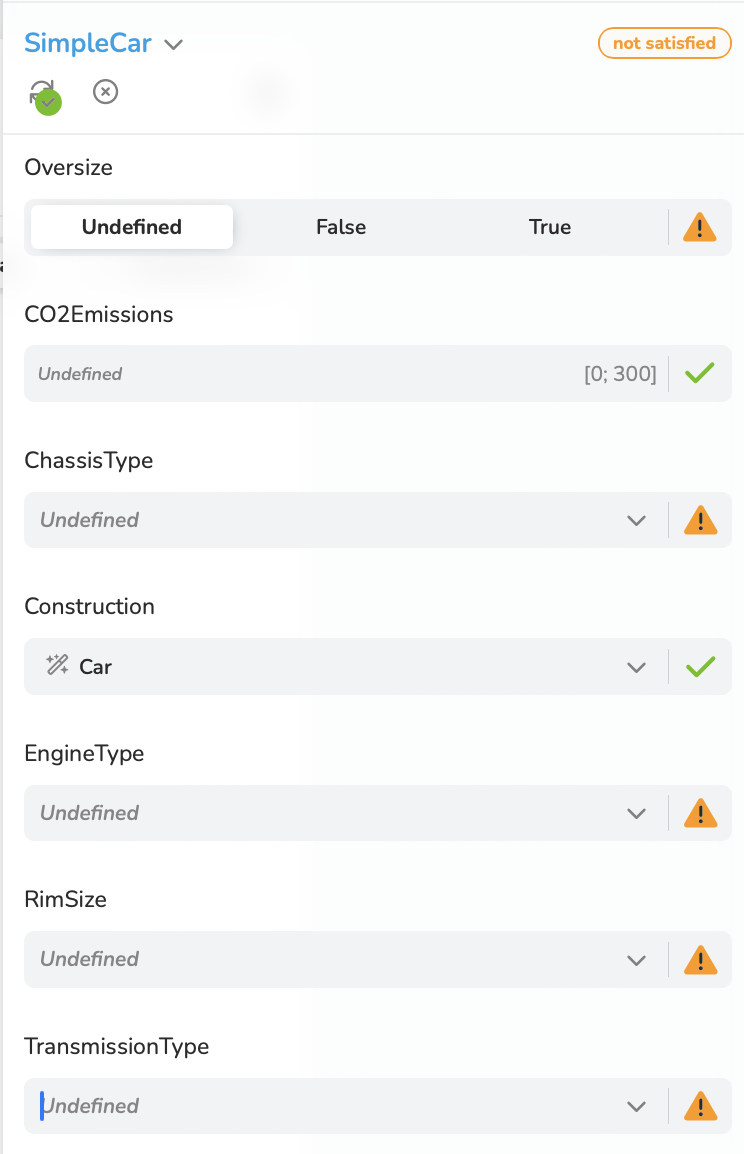 SimpleCar
not satisfied
Oversize
Undefined False True
CO2Emissions
Undefined [0; 300]
ChassisType
Undefined
Construction
Car
EngineType
Undefined
RimSize
Undefined
TransmissionType
Undefined